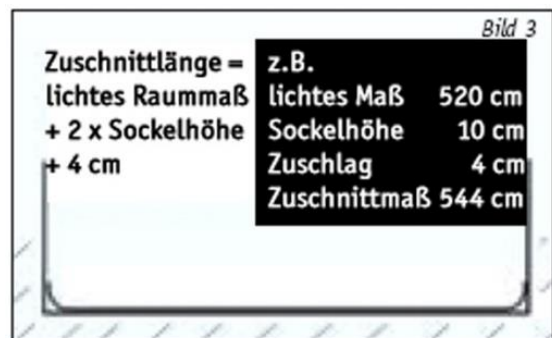 Bild 3
Zuschnittlänge =
lichtes Raummaß
+ 2 x Sockelhöhe
+ 4 cm
z.B.
lichtes Maß 520 cm
Sockelhöhe 10 cm
Zuschlag 4 cm
Zuschnittmaß 544 cm